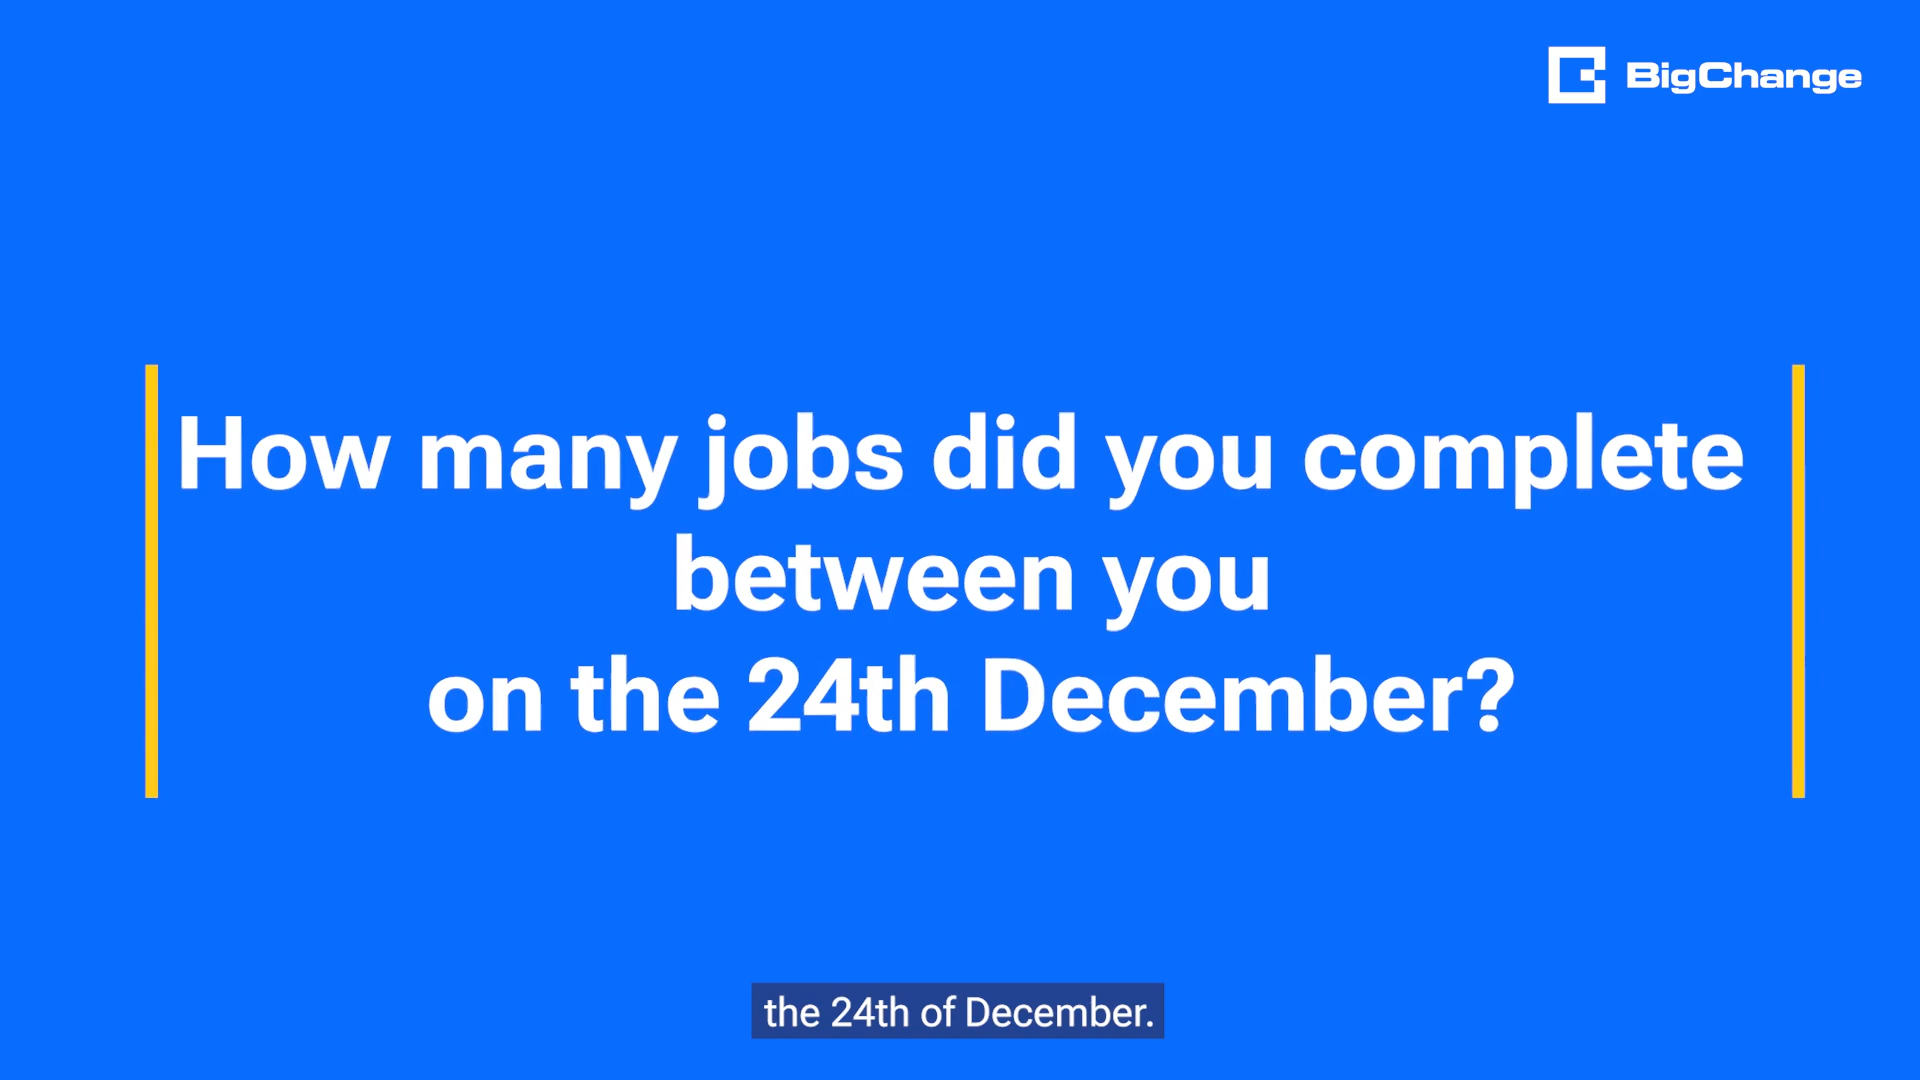 BigChange
How many jobs did you complete
between you
on the 24th December?
the 24th of December.